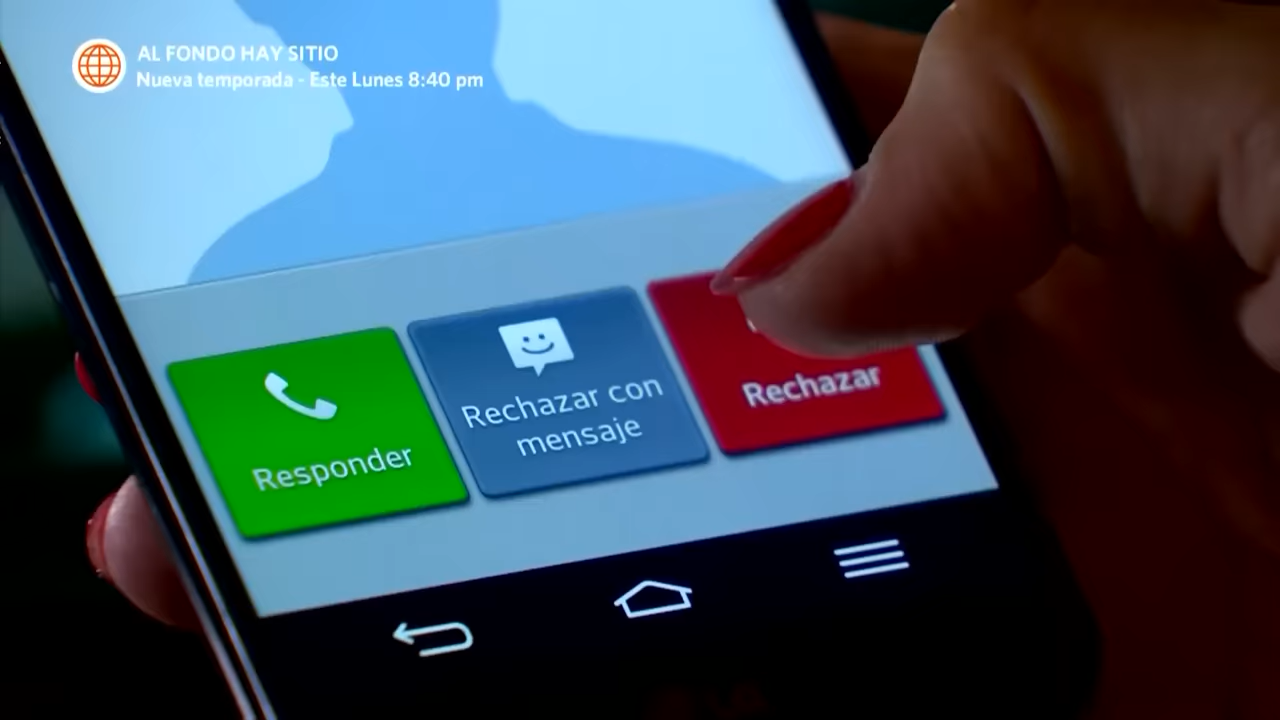 AL FONDO HAY SITIO
Nueva temporada - Este Lunes 8:40 pm
Responder
Rechazar con
mensaje
Rechazar